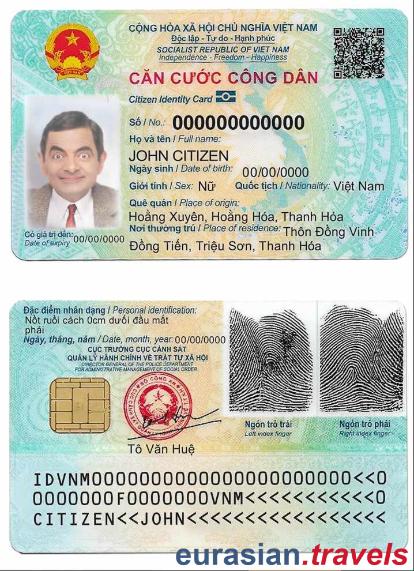 CỘNG HÒA XÃ HỘI CHỦ NGHĨA VIỆT NAM
Độc lập - Tự do - Hạnh phúc
SOCIALIST REPUBLIC OF VIET NAM
Independence - Freedom - Happiness
CĂN CƯỚC CÔNG DÂN
Citizen Identity Card
Số / No.: 000000000000
Họ và tên / Full name:
JOHN CITIZEN
Ngày sinh / Date of birth: 00/00/0000
Giới tính / Sex: Nữ Quốc tịch / Nationality: Việt Nam
Quê quán / Place of origin:
Hoằng Xuyên, Hoằng Hóa, Thanh Hóa
Nơi thường trú / Place of residence: Thôn Đồng Vinh
Đồng Tiến, Triệu Sơn, Thanh Hóa
Có giá trị đến: 00/00/0000
Date of expiry
Đặc điểm nhân dạng / Personal identification:
Nốt ruồi cách 0cm dưới đầu mắt
phải
Ngày, tháng, năm / Date, month, year: 00/00/0000
CỤC TRƯỞNG CỤC CẢNH SÁT
QUẢN LÝ HÀNH CHÍNH VỀ TRẬT TỰ XÃ HỘI
DIRECTOR GENERAL OF THE POLICE DEPARTMENT
FOR ADMINISTRATIVE MANAGEMENT OF SOCIAL ORDER
Tô Văn Huệ
Ngón trỏ trái
Left index finger
Ngón trỏ phải
Right index finger
IDVNM0000000000000000000000<<0
0000000F00000000VNM<<<<<<<<<<<0
CITIZEN<<JOHN<<<<<<<<<<<<<<<<<
eurasian.travels